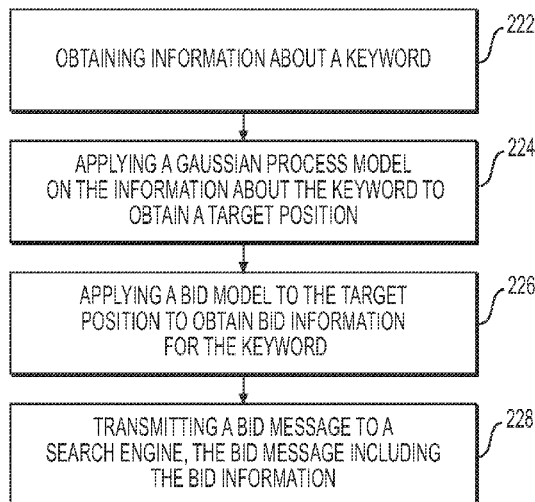 OBTAINING INFORMATION ABOUT A KEYWORD
222
APPLYING A GAUSSIAN PROCESS MODEL
ON THE INFORMATION ABOUT THE KEYWORD TO
OBTAIN A TARGET POSITION
224
APPLYING A BID MODEL TO THE TARGET
POSITION TO OBTAIN BID INFORMATION
FOR THE KEYWORD
226
TRANSMITTING A BID MESSAGE TO A
SEARCH ENGINE, THE BID MESSAGE INCLUDING
THE BID INFORMATION
228